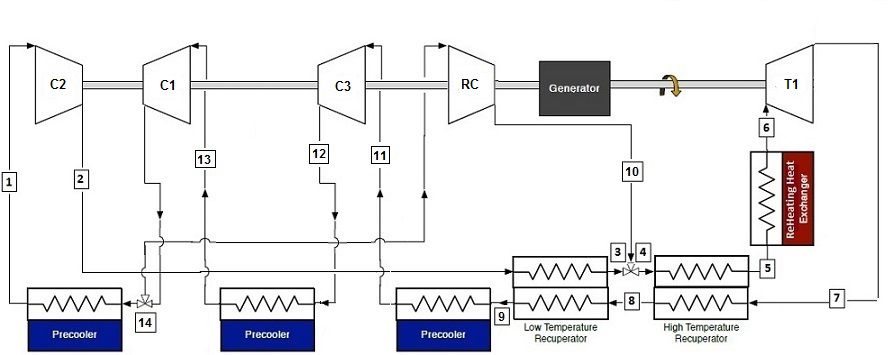 C2
C1
C3
RC
Generator
T1
6
1
2
13
12
11
10
ReHeating Heat
Exchanger
3
4
5
7
8
9
14
Precooler
Precooler
Precooler
Low Temperature
Recuperator
High Temperature
Recuperator